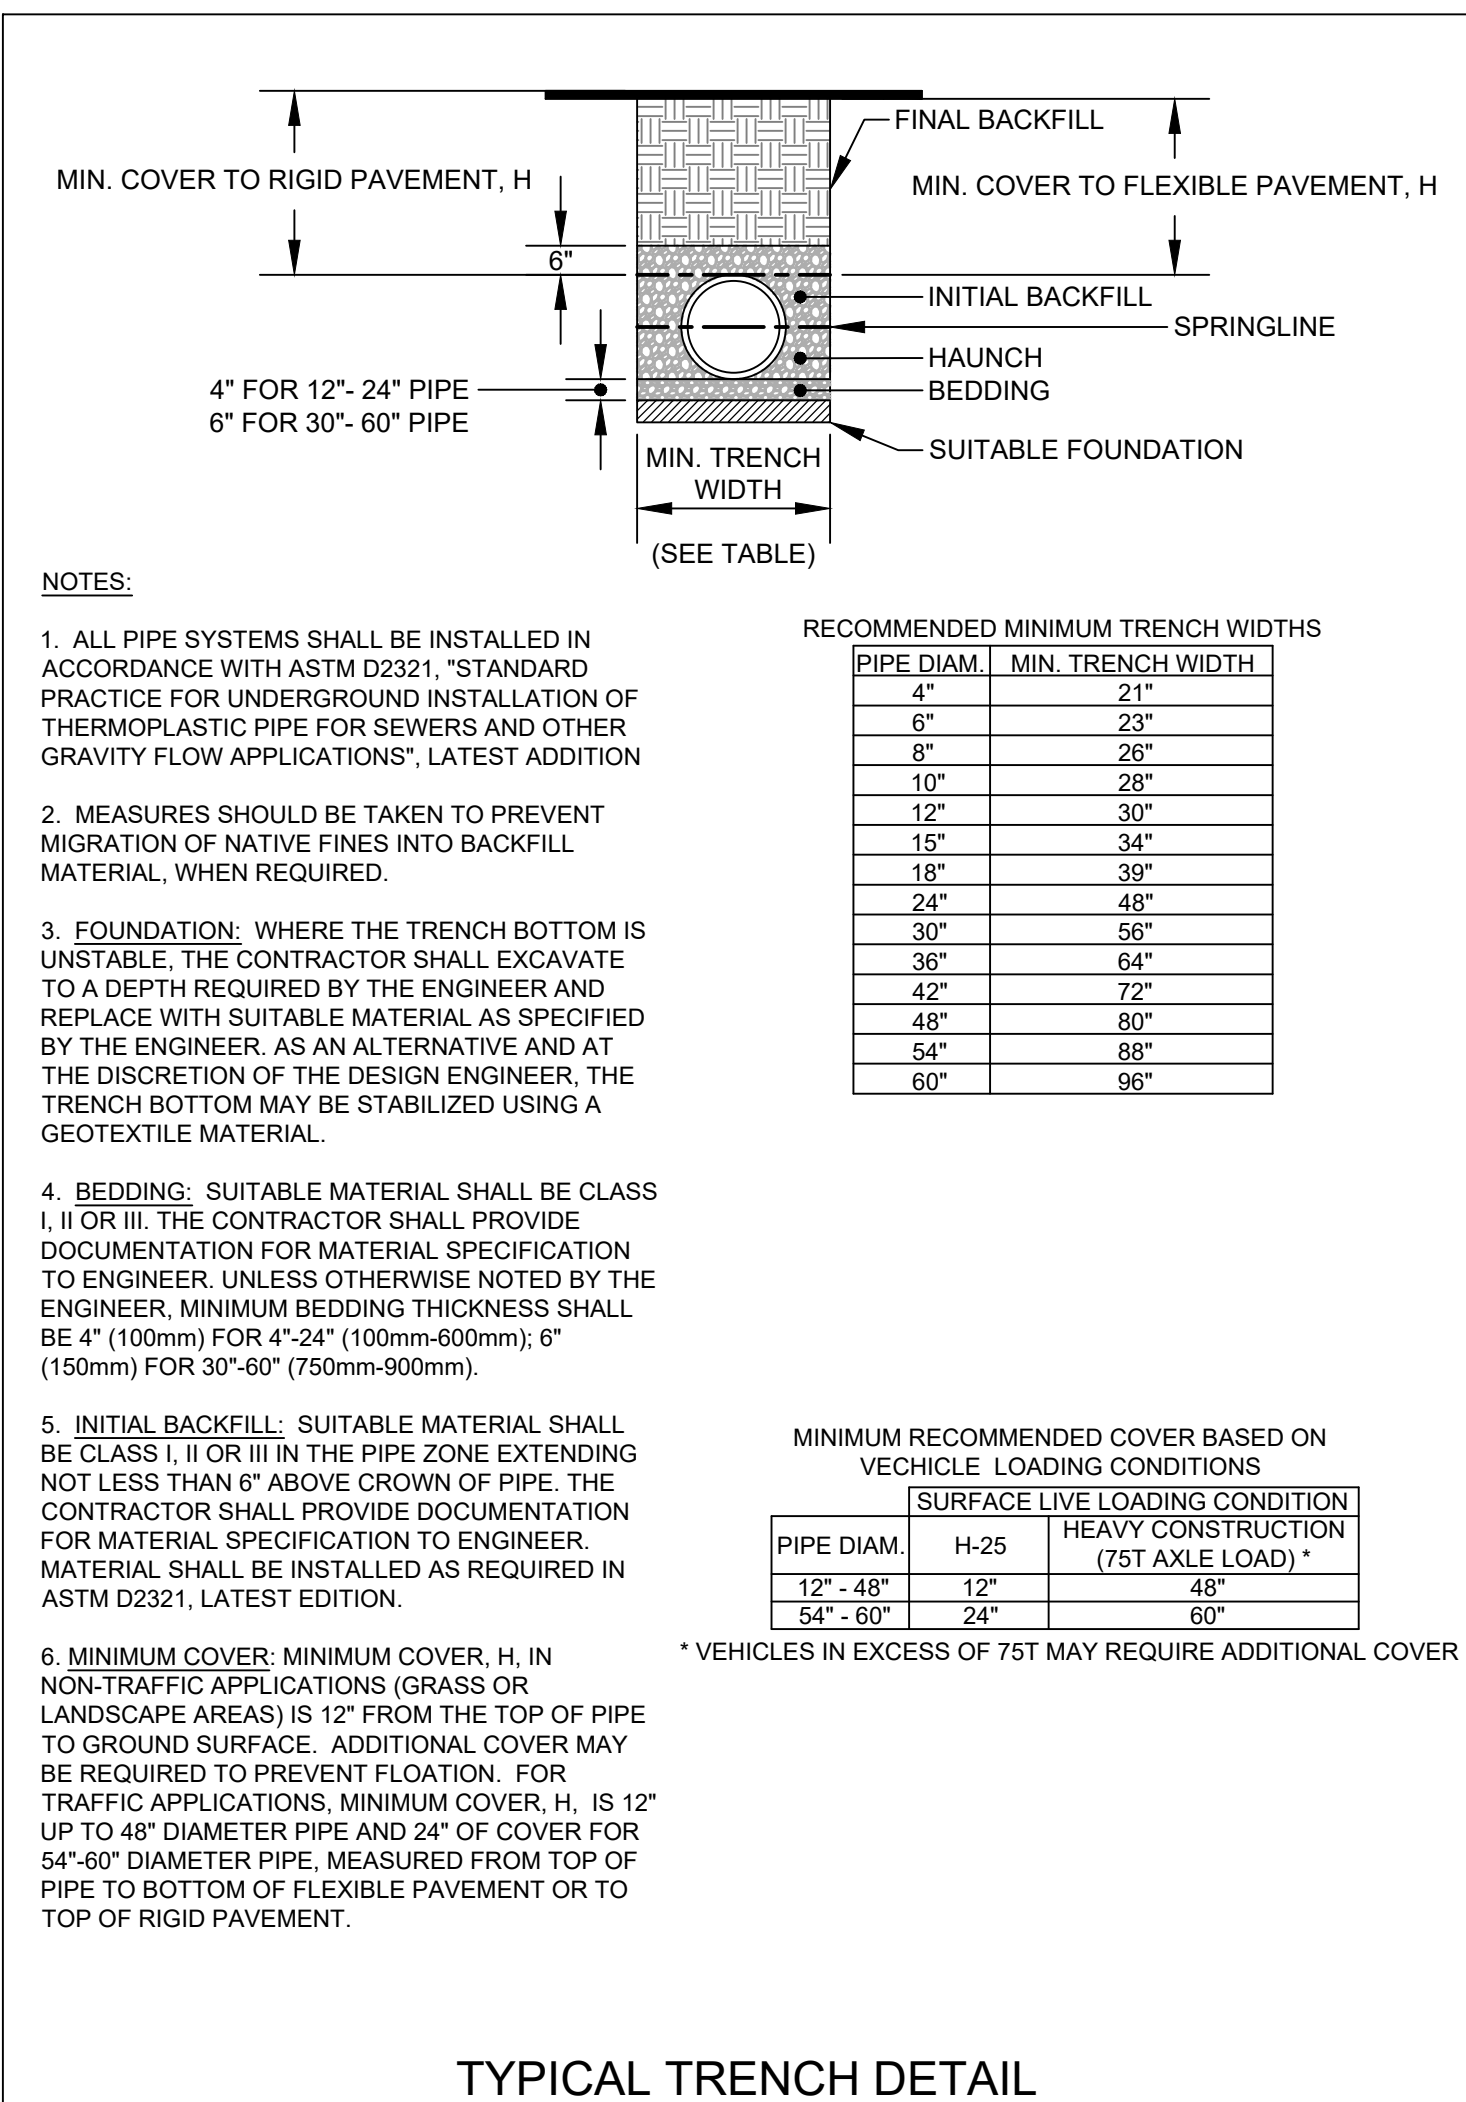 FINAL BACKFILL
MIN. COVER TO RIGID PAVEMENT, H
MIN. COVER TO FLEXIBLE PAVEMENT, H
6"
INITIAL BACKFILL
SPRINGLINE
HAUNCH
4" FOR 12"- 24" PIPE
BEDDING
6" FOR 30"- 60" PIPE
SUITABLE FOUNDATION
MIN. TRENCH
WIDTH
(SEE TABLE)
NOTES:
1. ALL PIPE SYSTEMS SHALL BE INSTALLED IN
ACCORDANCE WITH ASTM D2321, "STANDARD
PRACTICE FOR UNDERGROUND INSTALLATION OF
THERMOPLASTIC PIPE FOR SEWERS AND OTHER
GRAVITY FLOW APPLICATIONS", LATEST ADDITION
2. MEASURES SHOULD BE TAKEN TO PREVENT
MIGRATION OF NATIVE FINES INTO BACKFILL
MATERIAL, WHEN REQUIRED.
3. FOUNDATION: WHERE THE TRENCH BOTTOM IS
UNSTABLE, THE CONTRACTOR SHALL EXCAVATE
TO A DEPTH REQUIRED BY THE ENGINEER AND
REPLACE WITH SUITABLE MATERIAL AS SPECIFIED
BY THE ENGINEER. AS AN ALTERNATIVE AND AT
THE DISCRETION OF THE DESIGN ENGINEER, THE
TRENCH BOTTOM MAY BE STABILIZED USING A
GEOTEXTILE MATERIAL.
4. BEDDING: SUITABLE MATERIAL SHALL BE CLASS
I, II OR III. THE CONTRACTOR SHALL PROVIDE
DOCUMENTATION FOR MATERIAL SPECIFICATION
TO ENGINEER. UNLESS OTHERWISE NOTED BY THE
ENGINEER, MINIMUM BEDDING THICKNESS SHALL
BE 4" (100mm) FOR 4"-24" (100mm-600mm); 6"
(150mm) FOR 30"-60" (750mm-900mm).
5. INITIAL BACKFILL: SUITABLE MATERIAL SHALL
BE CLASS I, II OR III IN THE PIPE ZONE EXTENDING
NOT LESS THAN 6" ABOVE CROWN OF PIPE. THE
CONTRACTOR SHALL PROVIDE DOCUMENTATION
FOR MATERIAL SPECIFICATION TO ENGINEER.
MATERIAL SHALL BE INSTALLED AS REQUIRED IN
ASTM D2321, LATEST EDITION.
6. MINIMUM COVER: MINIMUM COVER, H, IN
NON-TRAFFIC APPLICATIONS (GRASS OR
LANDSCAPE AREAS) IS 12" FROM THE TOP OF PIPE
TO GROUND SURFACE. ADDITIONAL COVER MAY
BE REQUIRED TO PREVENT FLOATION. FOR
TRAFFIC APPLICATIONS, MINIMUM COVER, H, IS 12"
UP TO 48" DIAMETER PIPE AND 24" OF COVER FOR
54"-60" DIAMETER PIPE, MEASURED FROM TOP OF
PIPE TO BOTTOM OF FLEXIBLE PAVEMENT OR TO
TOP OF RIGID PAVEMENT.
RECOMMENDED MINIMUM TRENCH WIDTHS
PIPE DIAM. MIN. TRENCH WIDTH
4" 21"
6" 23"
8" 26"
10" 28"
12" 30"
15" 34"
18" 39"
24" 48"
30" 56"
36" 64"
42" 72"
48" 80"
54" 88"
60" 96"
MINIMUM RECOMMENDED COVER BASED ON
VECHICLE LOADING CONDITIONS
SURFACE LIVE LOADING CONDITION
PIPE DIAM. H-25 HEAVY CONSTRUCTION
(75T AXLE LOAD) *
12" - 48" 12" 48"
54" - 60" 24" 60"
* VEHICLES IN EXCESS OF 75T MAY REQUIRE ADDITIONAL COVER
TYPICAL TRENCH DETAIL